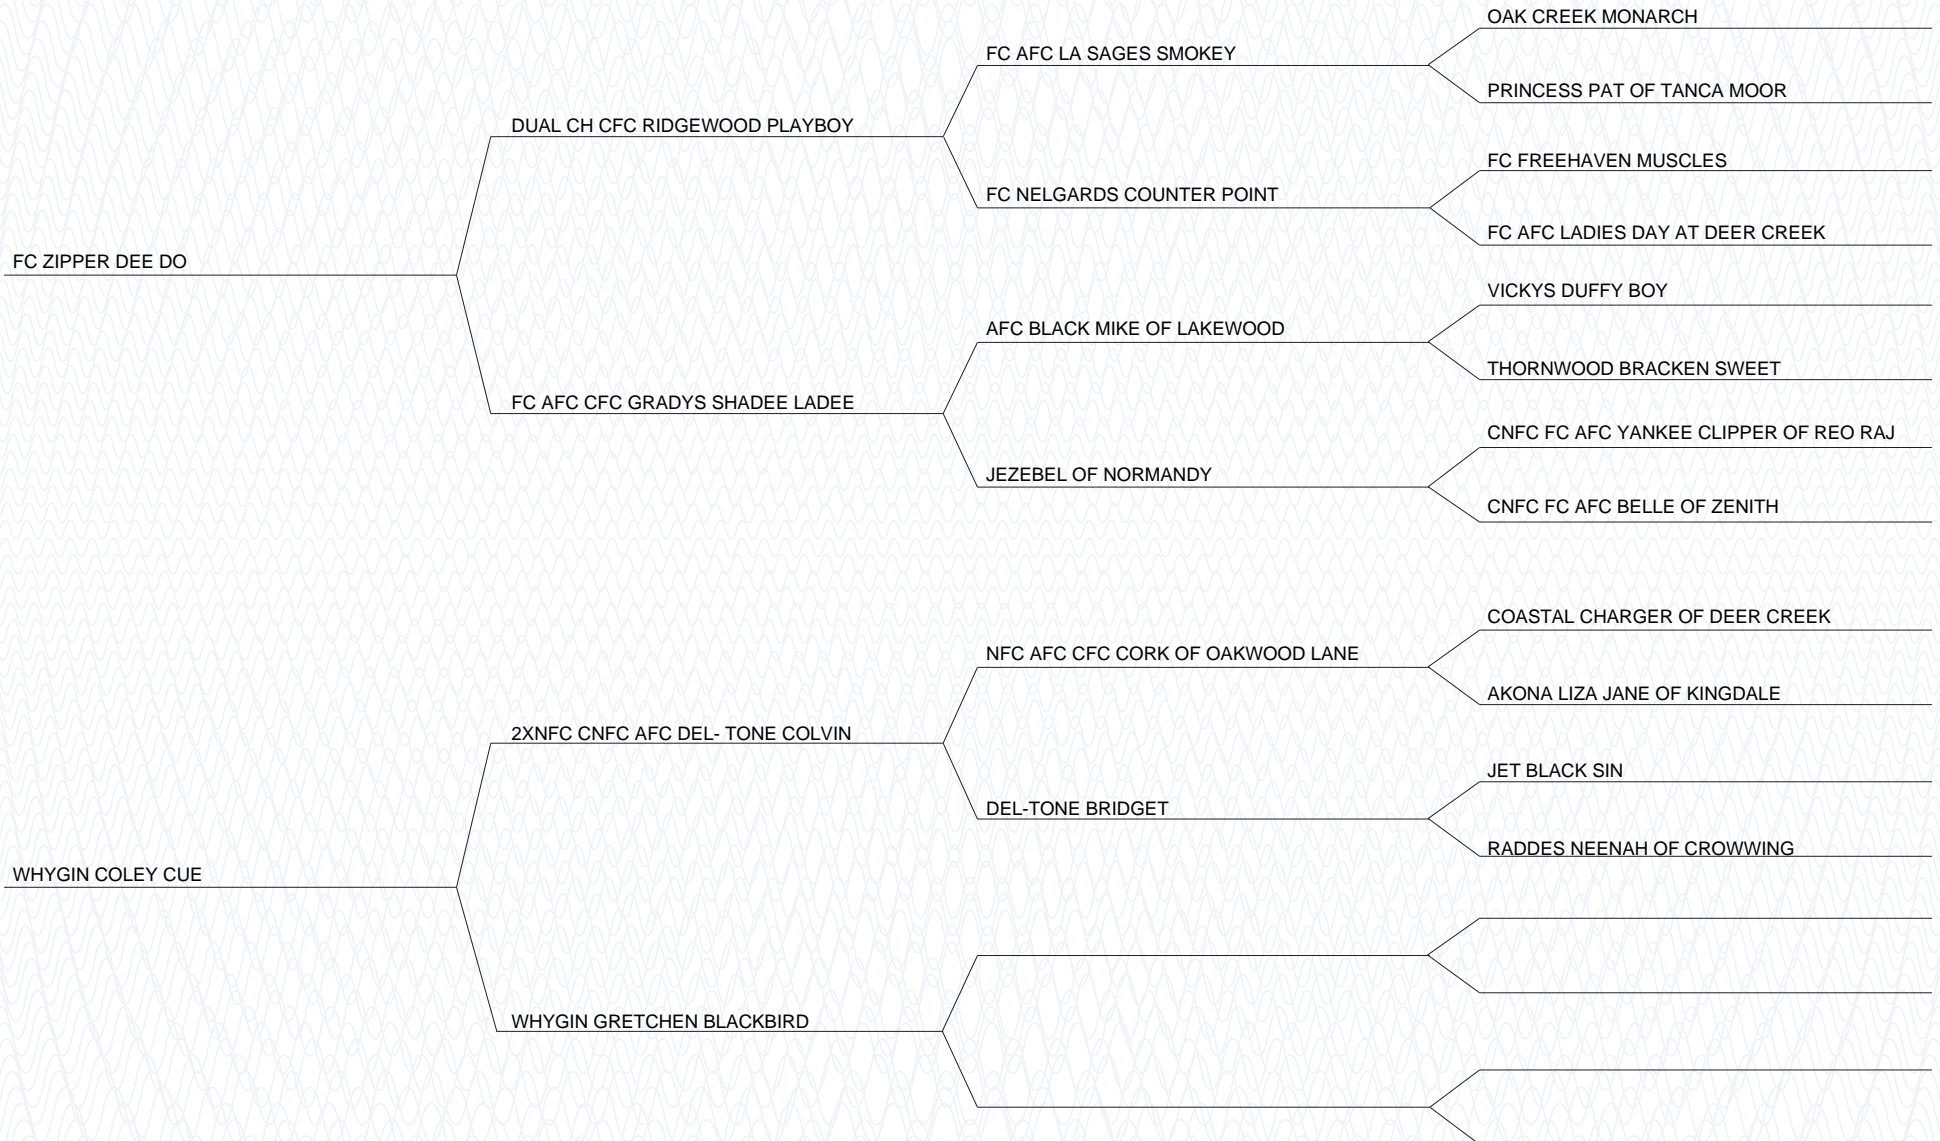 OAK CREEK MONARCH
FC AFC LA SAGES SMOKEY
PRINCESS PAT OF TANCA MOOR
DUAL CH CFC RIDGEWOOD PLAYBOY
FC FREEHAVEN MUSCLES
FC NELGARDS COUNTER POINT
FC AFC LADIES DAY AT DEER CREEK
FC ZIPPER DEE DO
VICKYS DUFFY BOY
AFC BLACK MIKE OF LAKEWOOD
THORNWOOD BRACKEN SWEET
FC AFC CFC GRADYS SHADEE LADEE
CNFC FC AFC YANKEE CLIPPER OF REO RAJ
JEZEBEL OF NORMANDY
CNFC FC AFC BELLE OF ZENITH
COASTAL CHARGER OF DEER CREEK
NFC AFC CFC CORK OF OAKWOOD LANE
AKONA LIZA JANE OF KINGDALE
2XNFC CNFC AFC DEL- TONE COLVIN
JET BLACK SIN
DEL-TONE BRIDGET
RADDES NEENAH OF CROWWING
WHYGIN COLEY CUE
WHYGIN GRETCHEN BLACKBIRD